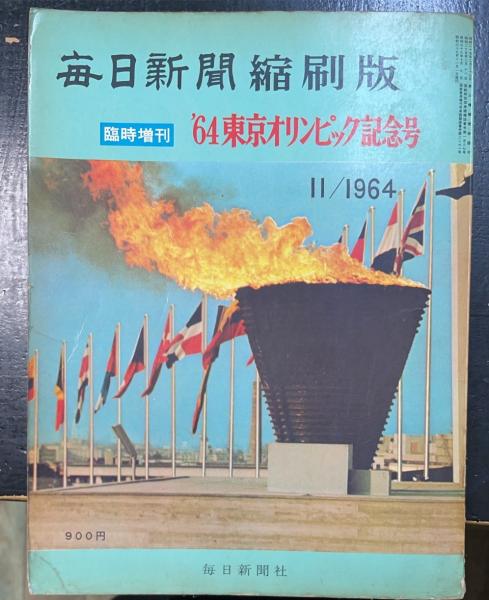 毎日新聞縮刷版
臨時増刊
'64東京オリンピック記念号
11/1964
900円
毎日新聞社